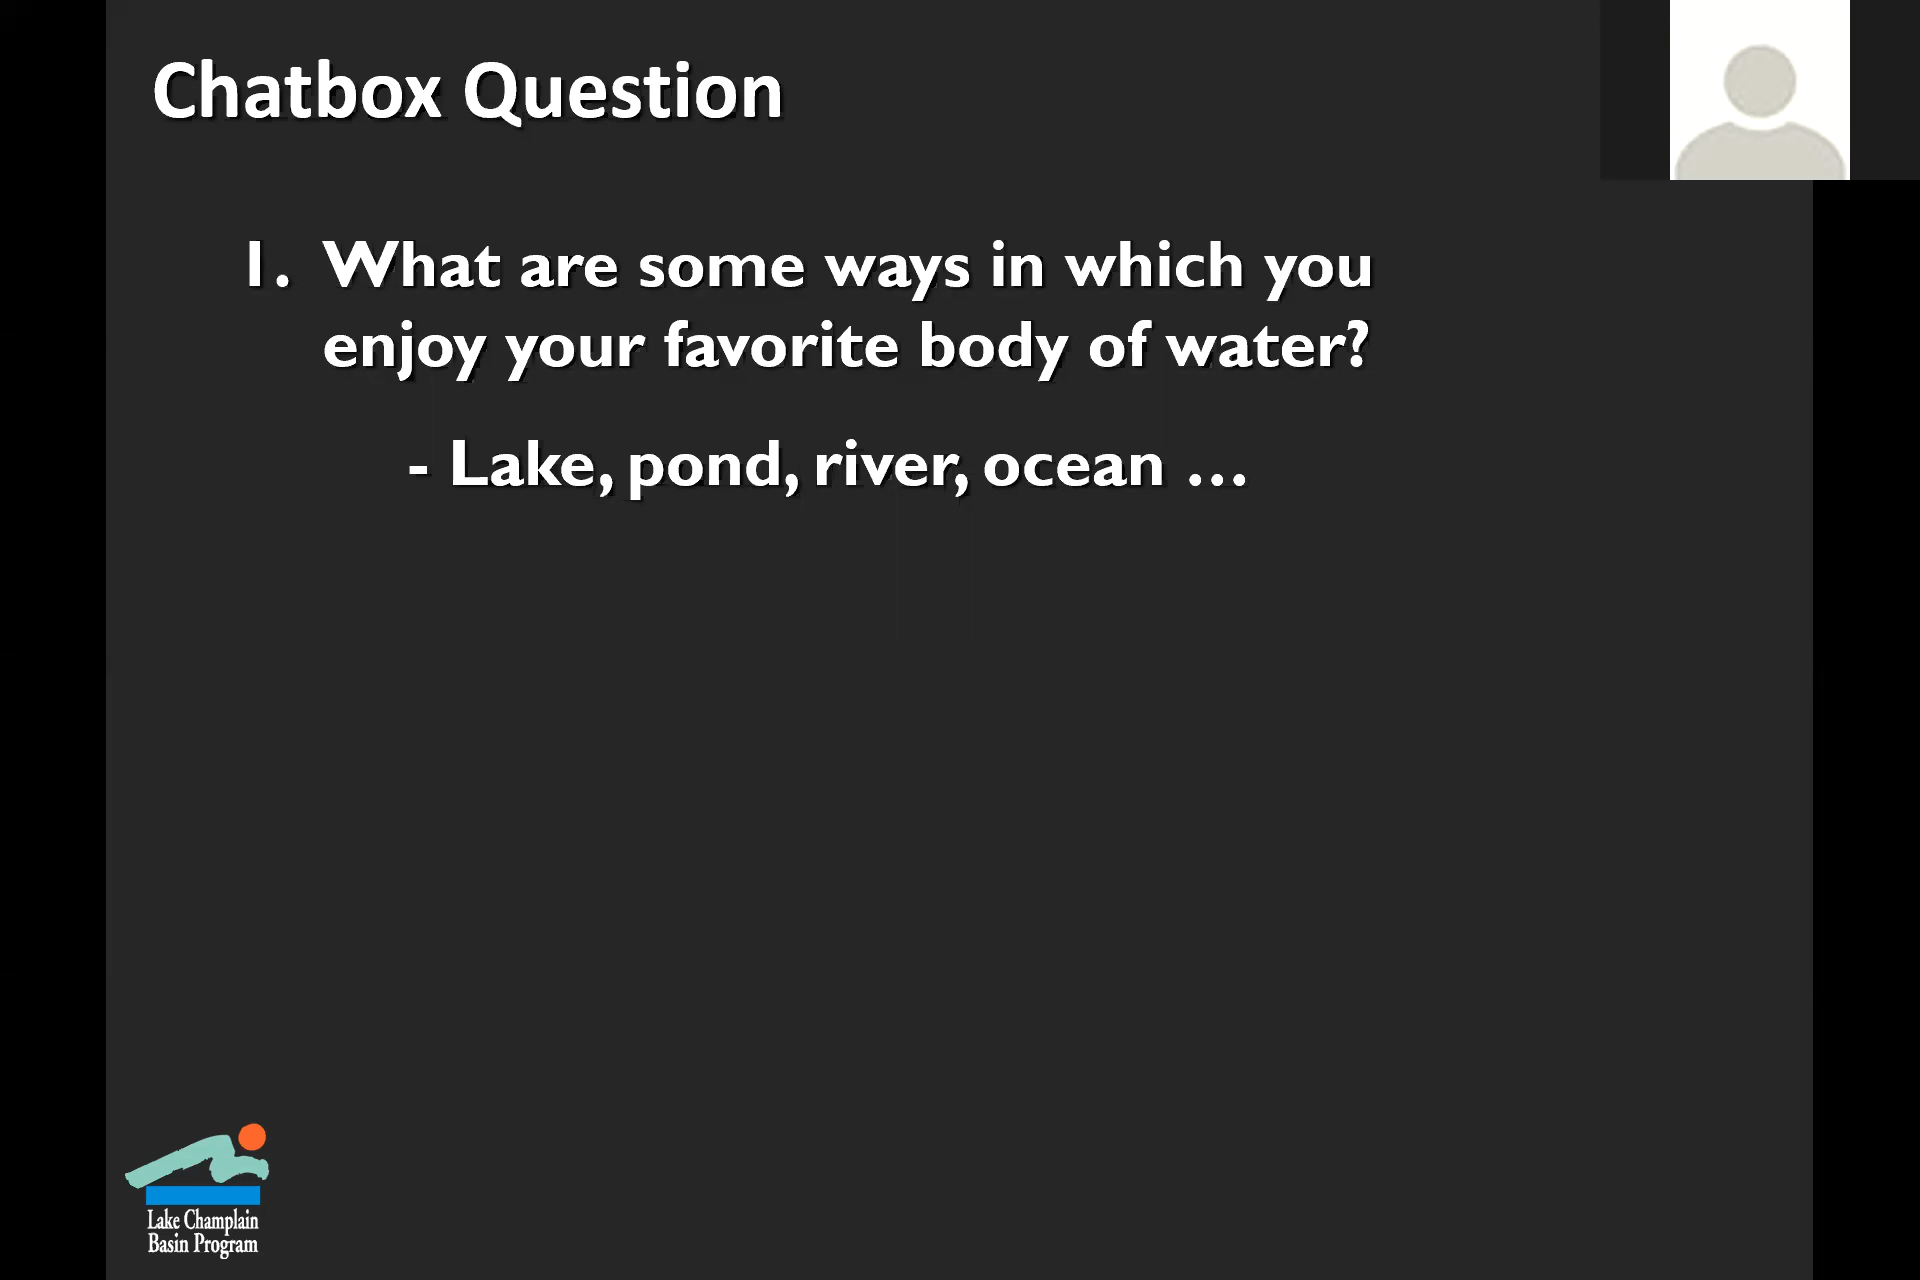 Chatbox Question
1. What are some ways in which you
enjoy your favorite body of water?
- Lake, pond, river, ocean …
Lake Champlain
Basin Program